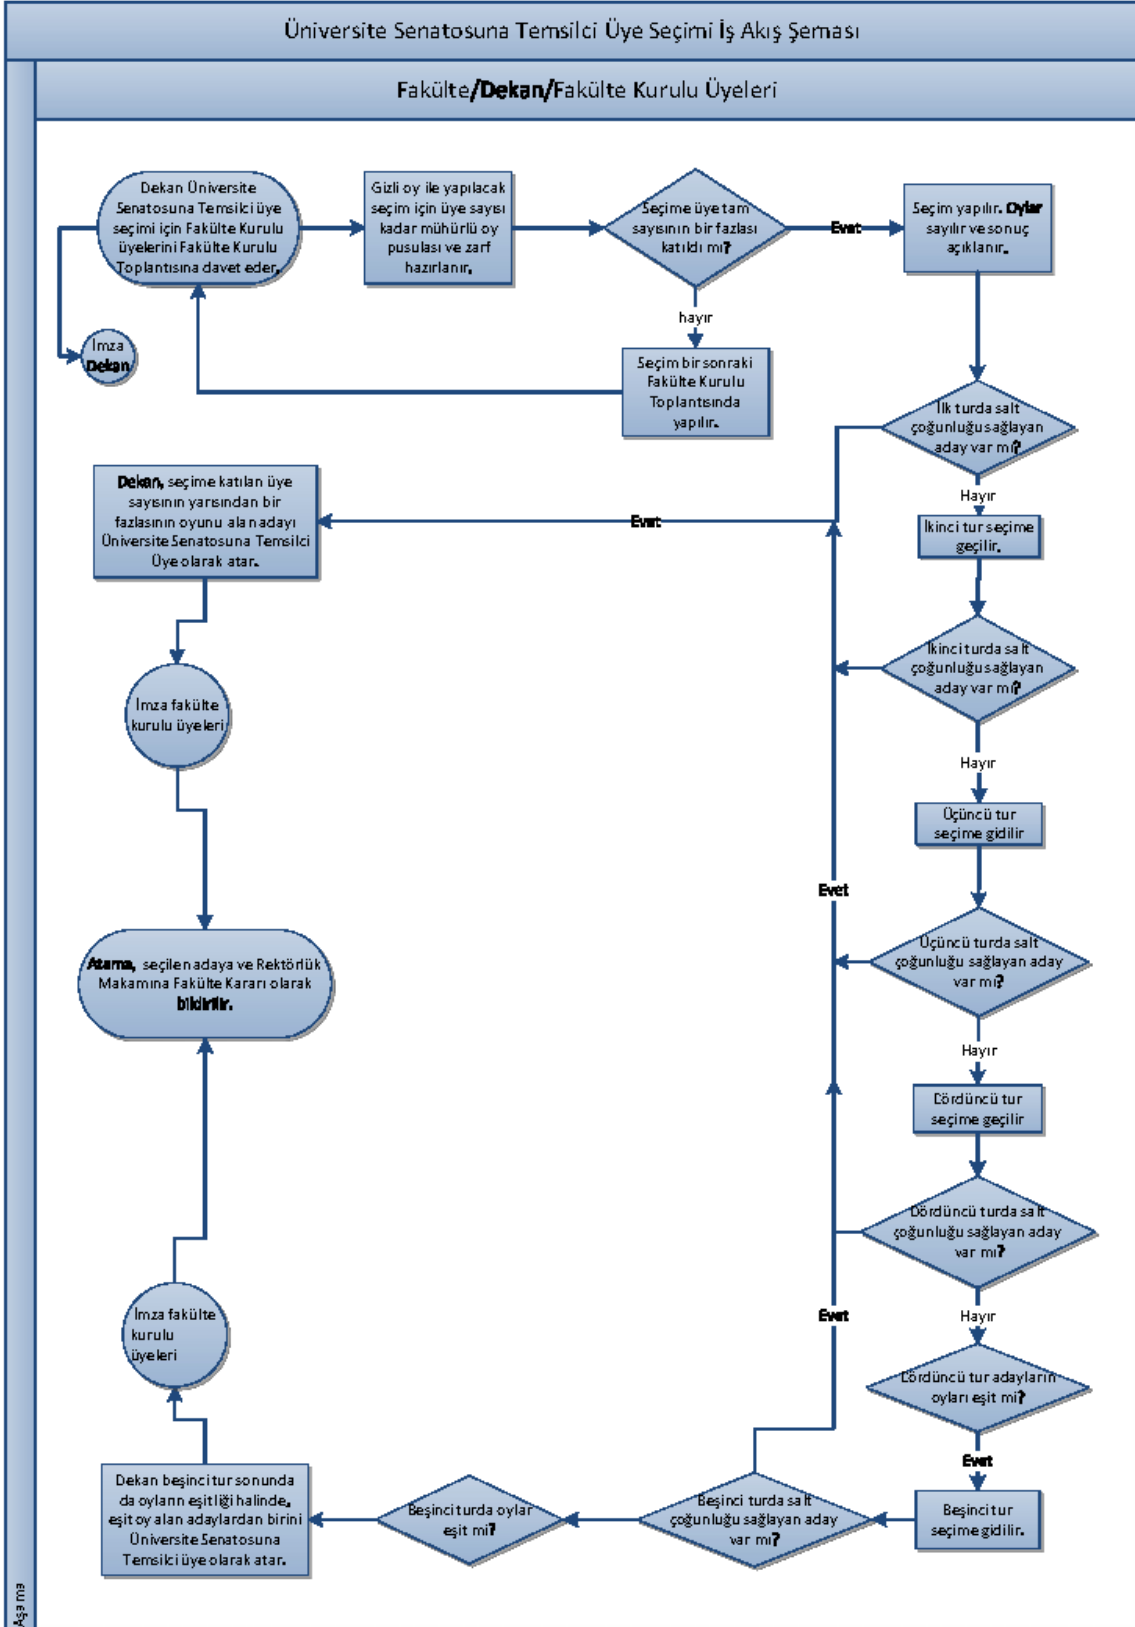 Üniversite Senatosuna Temsilci Üye Seçimi İş Akış Şeması
Fakülte/Dekan/Fakülte Kurulu Üyeleri
Dekan Üniversite
Senatosuna Temsilci üye
seçimi için Fakülte Kurulu
üyelerini Fakülte Kurulu
Toplantısına davet eder.
Gizli oy ile yapılacak
seçim için üye sayısı
kadar mühürlü oy
pusulası ve zarf
hazırlanır.
Seçime üye tam
sayısının bir fazlası
katıldı mı?
Evet
Seçim yapılır. Oylar
sayılır ve sonuç
açıklanır.
hayır
İmza
Dekan
Seçim bir sonraki
Fakülte Kurulu
Toplantısında
yapılır.
İlk turda salt
çoğunluğu sağlayan
aday var mı?
Hayır
Dekan, seçime katılan üye
sayısının yarısından bir
fazlasının oyunu alan adayı
Üniversite Senatosuna Temsilci
Üye olarak atar.
Evet
İkinci tur seçime
geçilir.
İkinci turda salt
çoğunluğu sağlayan
aday var mı?
İmza fakülte
kurulu üyeleri
Hayır
Üçüncü tur
seçime gidilir
Evet
Üçüncü turda salt
çoğunluğu sağlayan aday
var mı?
Atama, seçilen adaya ve Rektörlük
Makamına Fakülte Kararı olarak
bildirilir.
Hayır
Dördüncü tur
seçime geçilir
Dördüncü turda salt
çoğunluğu sağlayan aday
var mı?
İmza fakülte
kurulu
üyeleri
Evet
Hayır
Dördüncü tur adayların
oyları eşit mi?
Evet
Dekan beşinci tur sonunda
da oyların eşitliği halinde,
eşit oy alan adaylardan birini
Üniversite Senatosuna
Temsilci üye olarak atar.
Beşinci turda oylar
eşit mi?
Beşinci turda salt
çoğunluğu sağlayan aday
var mı?
Beşinci tur
seçime gidilir.
Aşama